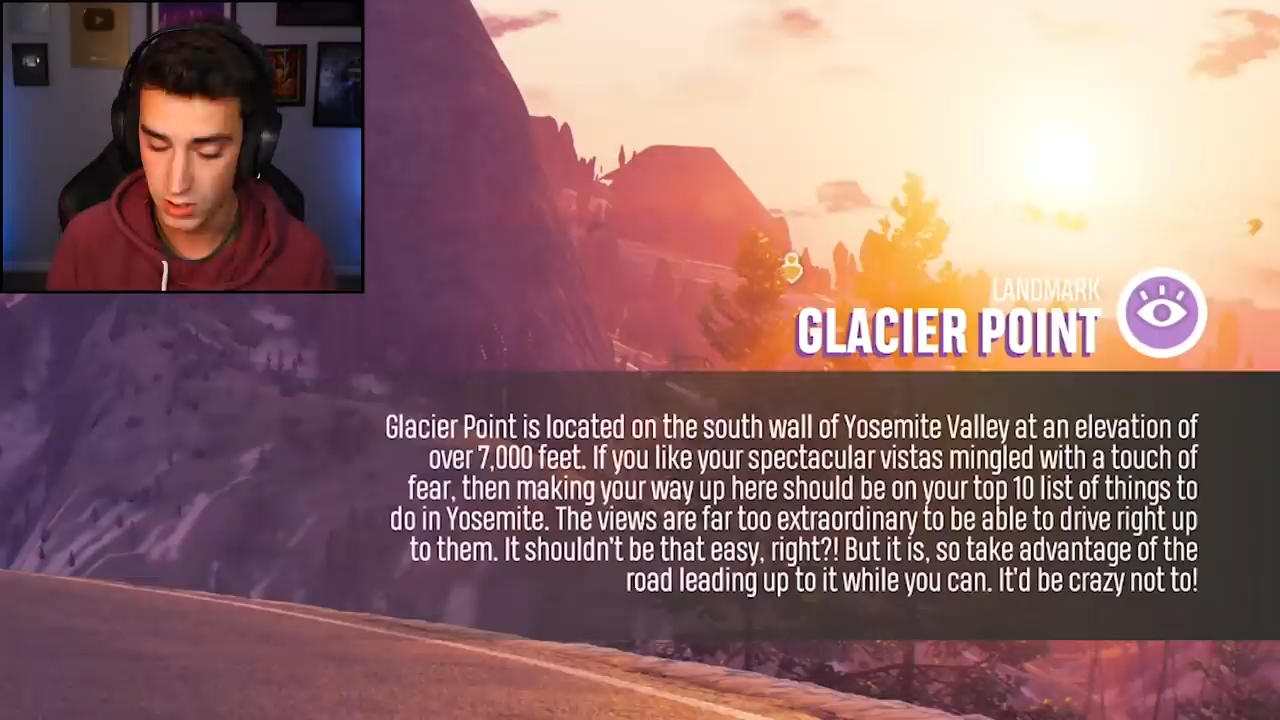 LANDMARK
GLACIER POINT
Glacier Point is located on the south wall of Yosemite Valley at an elevation of
over 7,000 feet. If you like your spectacular vistas mingled with a touch of
fear, then making your way up here should be on your top 10 list of things to
do in Yosemite. The views are far too extraordinary to be able to drive right up
to them. It shouldn't be that easy, right?! But it is, so take advantage of the
road leading up to it while you can. It'd be crazy not to!